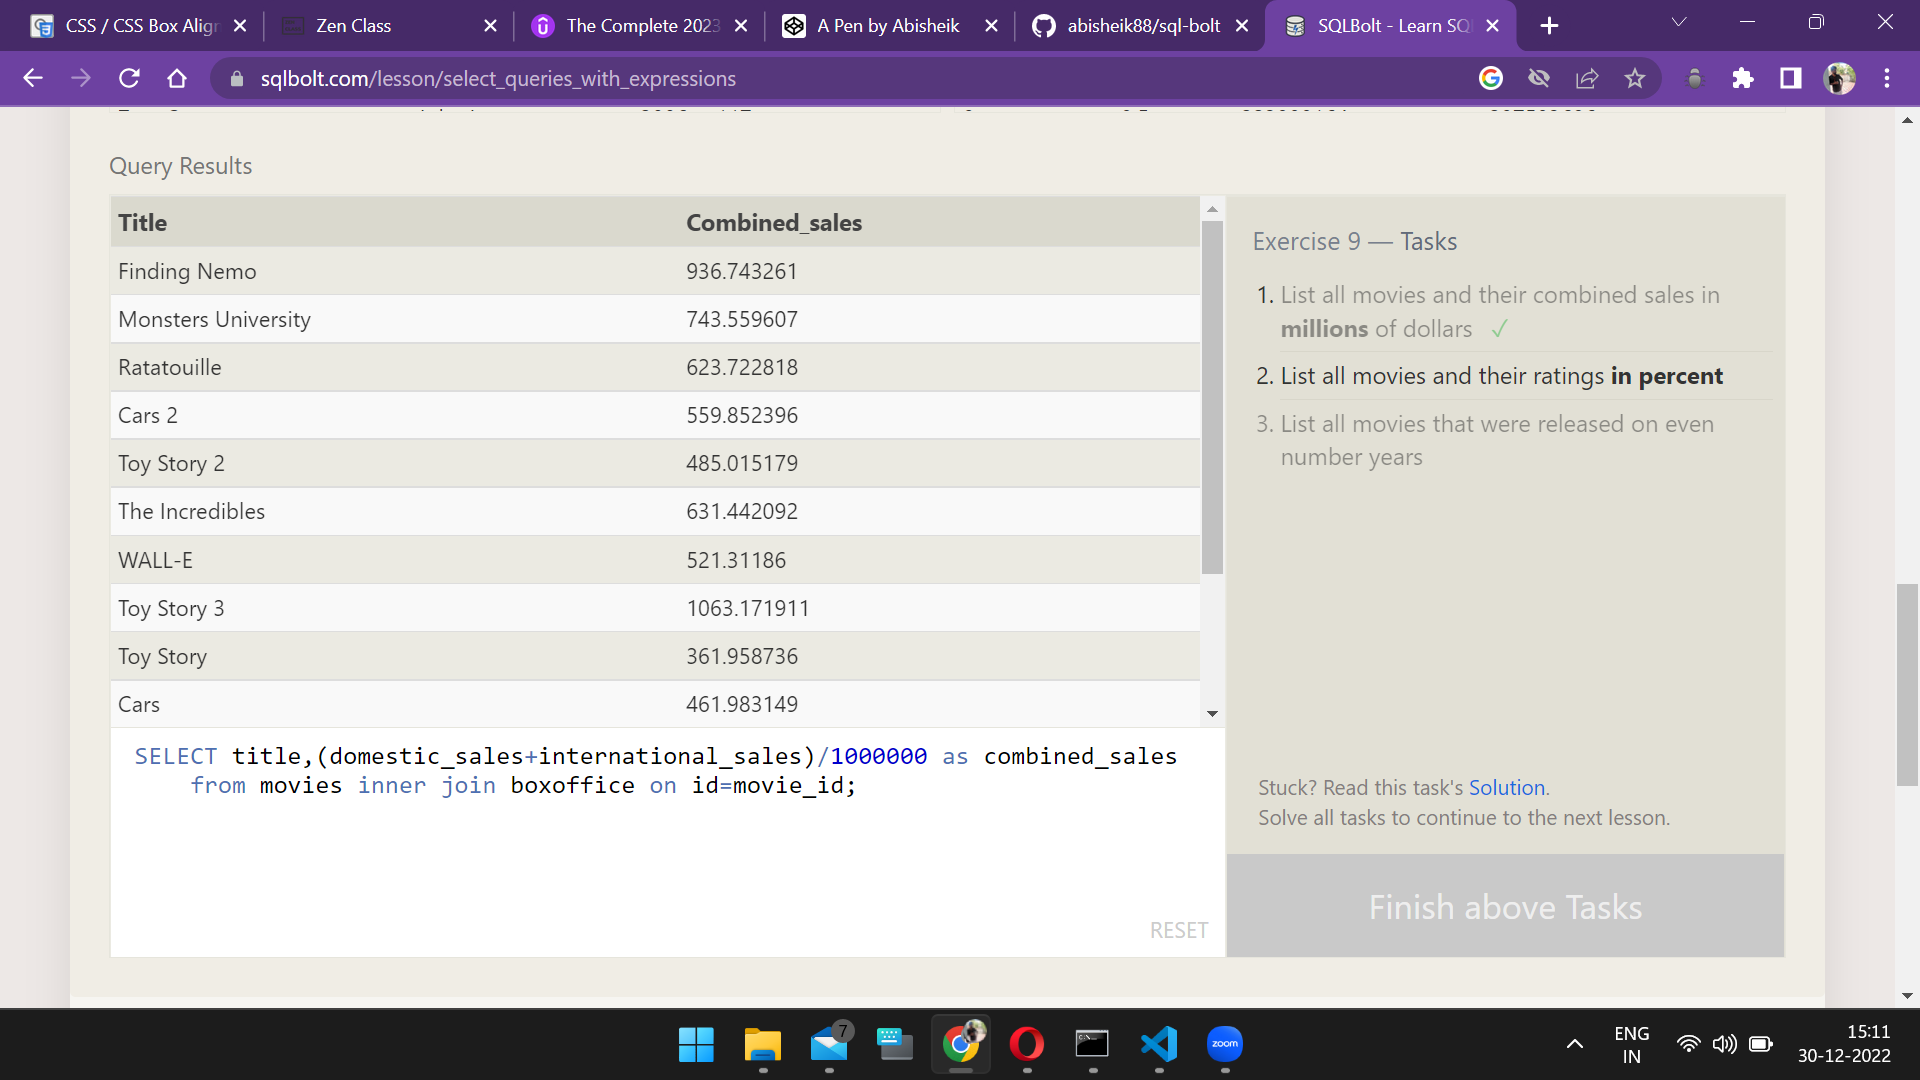 CSS / CSS Box Align
Zen Class
The Complete 2023
A Pen by Abisheik
abisheik88/sql-bolt
SQLBolt - Learn SQ
sqlbolt.com/lesson/select_queries_with_expressions
Query Results
Title Combined_sales
Finding Nemo 936.743261
Monsters University 743.559607
Ratatouille 623.722818
Cars 2 559.852396
Toy Story 2 485.015179
The Incredibles 631.442092
WALL-E 521.31186
Toy Story 3 1063.171911
Toy Story 361.958736
Cars 461.983149
SELECT title,(domestic_sales+international_sales)/1000000 as combined_sales
from movies inner join boxoffice on id=movie_id;
RESET
Exercise 9 — Tasks
1. List all movies and their combined sales in
millions of dollars ✓
2. List all movies and their ratings in percent
3. List all movies that were released on even
number years
Stuck? Read this task's Solution.
Solve all tasks to continue to the next lesson.
Finish above Tasks
7
zoom
ENG
IN
15:11
30-12-2022